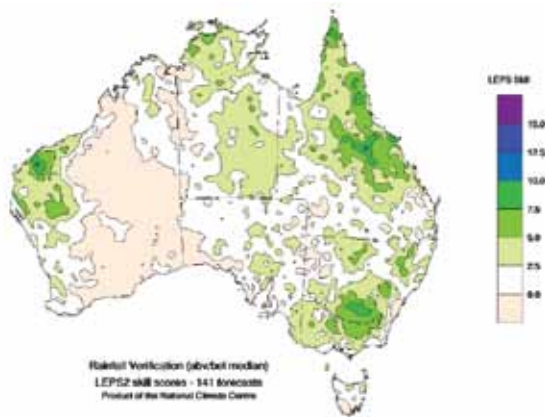 LEPS Skill
15.0
12.5
10.0
7.5
5.0
2.5
0.0
Rainfall Verification (abv/bel median)
LEPS2 skill scores - 141 forecasts
Product of the National Climate Centre